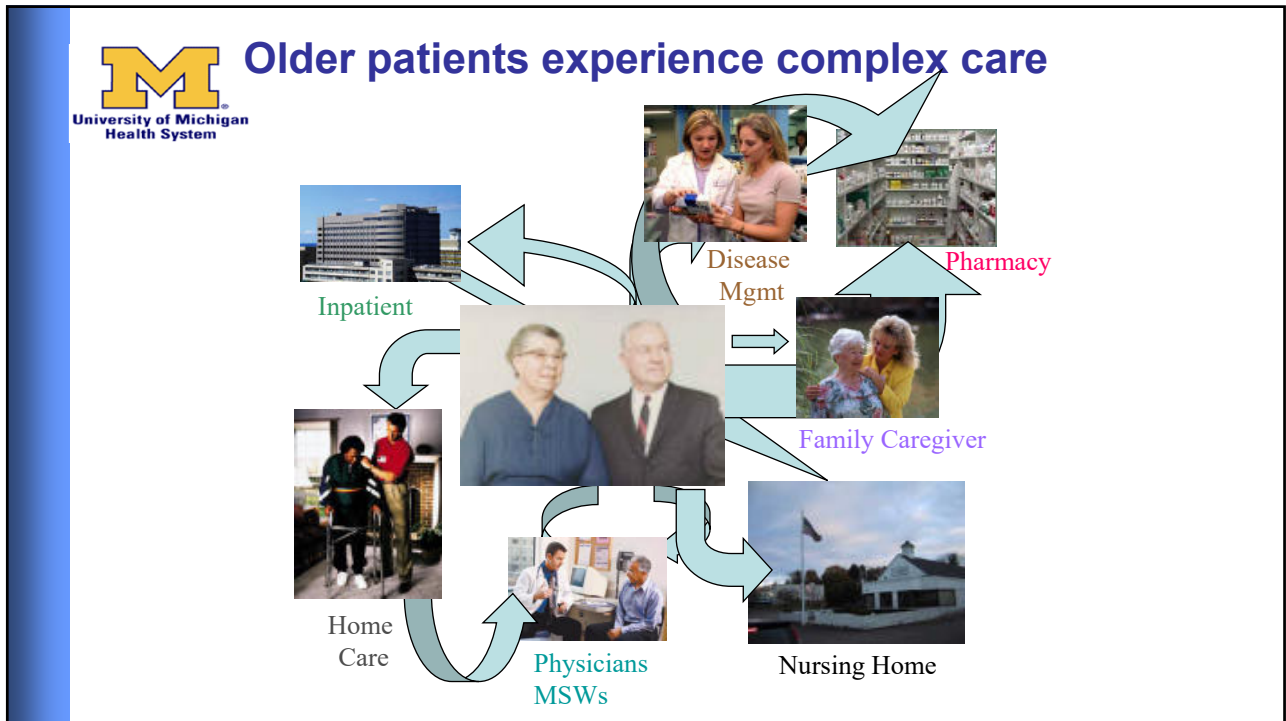 Older patients experience complex care
M
University of Michigan
Health System
Disease
Mgmt
Pharmacy
Inpatient
Family Caregiver
Home
Care
Physicians
MSWs
Nursing Home